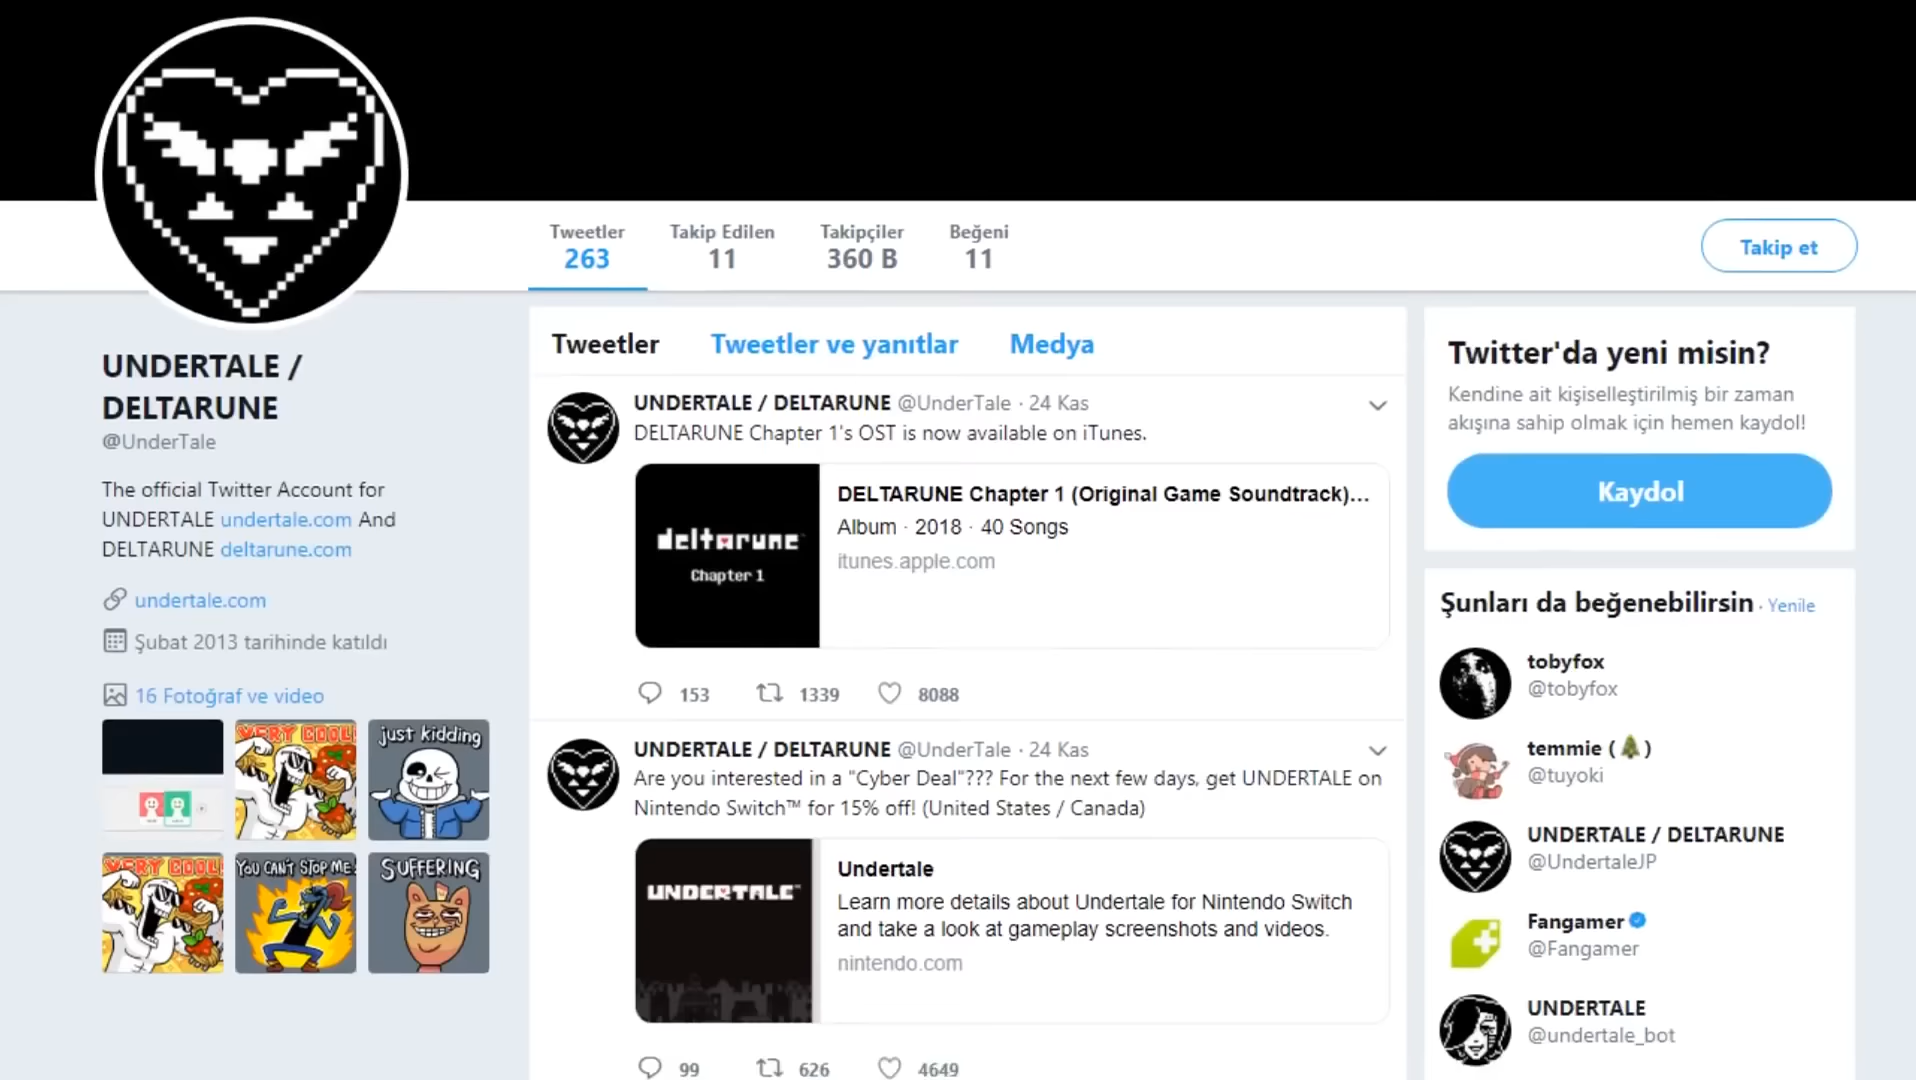 Tweetler
263
Takip Edilen
11
Takipçiler
360 B
Beğeni
11
Takip et
UNDERTALE /
DELTARUNE
@UnderTale
The official Twitter Account for
UNDERTALE undertale.com And
DELTARUNE deltarune.com
undertale.com
Şubat 2013 tarihinde katıldı
16 Fotoğraf ve video
VERY COOL!
just kidding
VERY COOL!
YOU CAN'T STOP ME!
SUFFERING
Tweetler
Tweetler ve yanıtlar
Medya
UNDERTALE / DELTARUNE @UnderTale · 24 Kas
DELTARUNE Chapter 1's OST is now available on iTunes.
deltarune
Chapter 1
DELTARUNE Chapter 1 (Original Game Soundtrack)...
Album · 2018 · 40 Songs
itunes.apple.com
153
1339
8088
UNDERTALE / DELTARUNE @UnderTale · 24 Kas
Are you interested in a "Cyber Deal"??? For the next few days, get UNDERTALE on
Nintendo Switch™ for 15% off! (United States / Canada)
UNDERTALE™
Undertale
Learn more details about Undertale for Nintendo Switch
and take a look at gameplay screenshots and videos.
nintendo.com
99
626
4649
Twitter'da yeni misin?
Kendine ait kişiselleştirilmiş bir zaman
akışına sahip olmak için hemen kaydol!
Kaydol
Şunları da beğenebilirsin · Yenile
tobyfox
@tobyfox
temmie (🎄)
@tuyoki
UNDERTALE / DELTARUNE
@UndertaleJP
Fangamer
@Fangamer
UNDERTALE
@undertale_bot